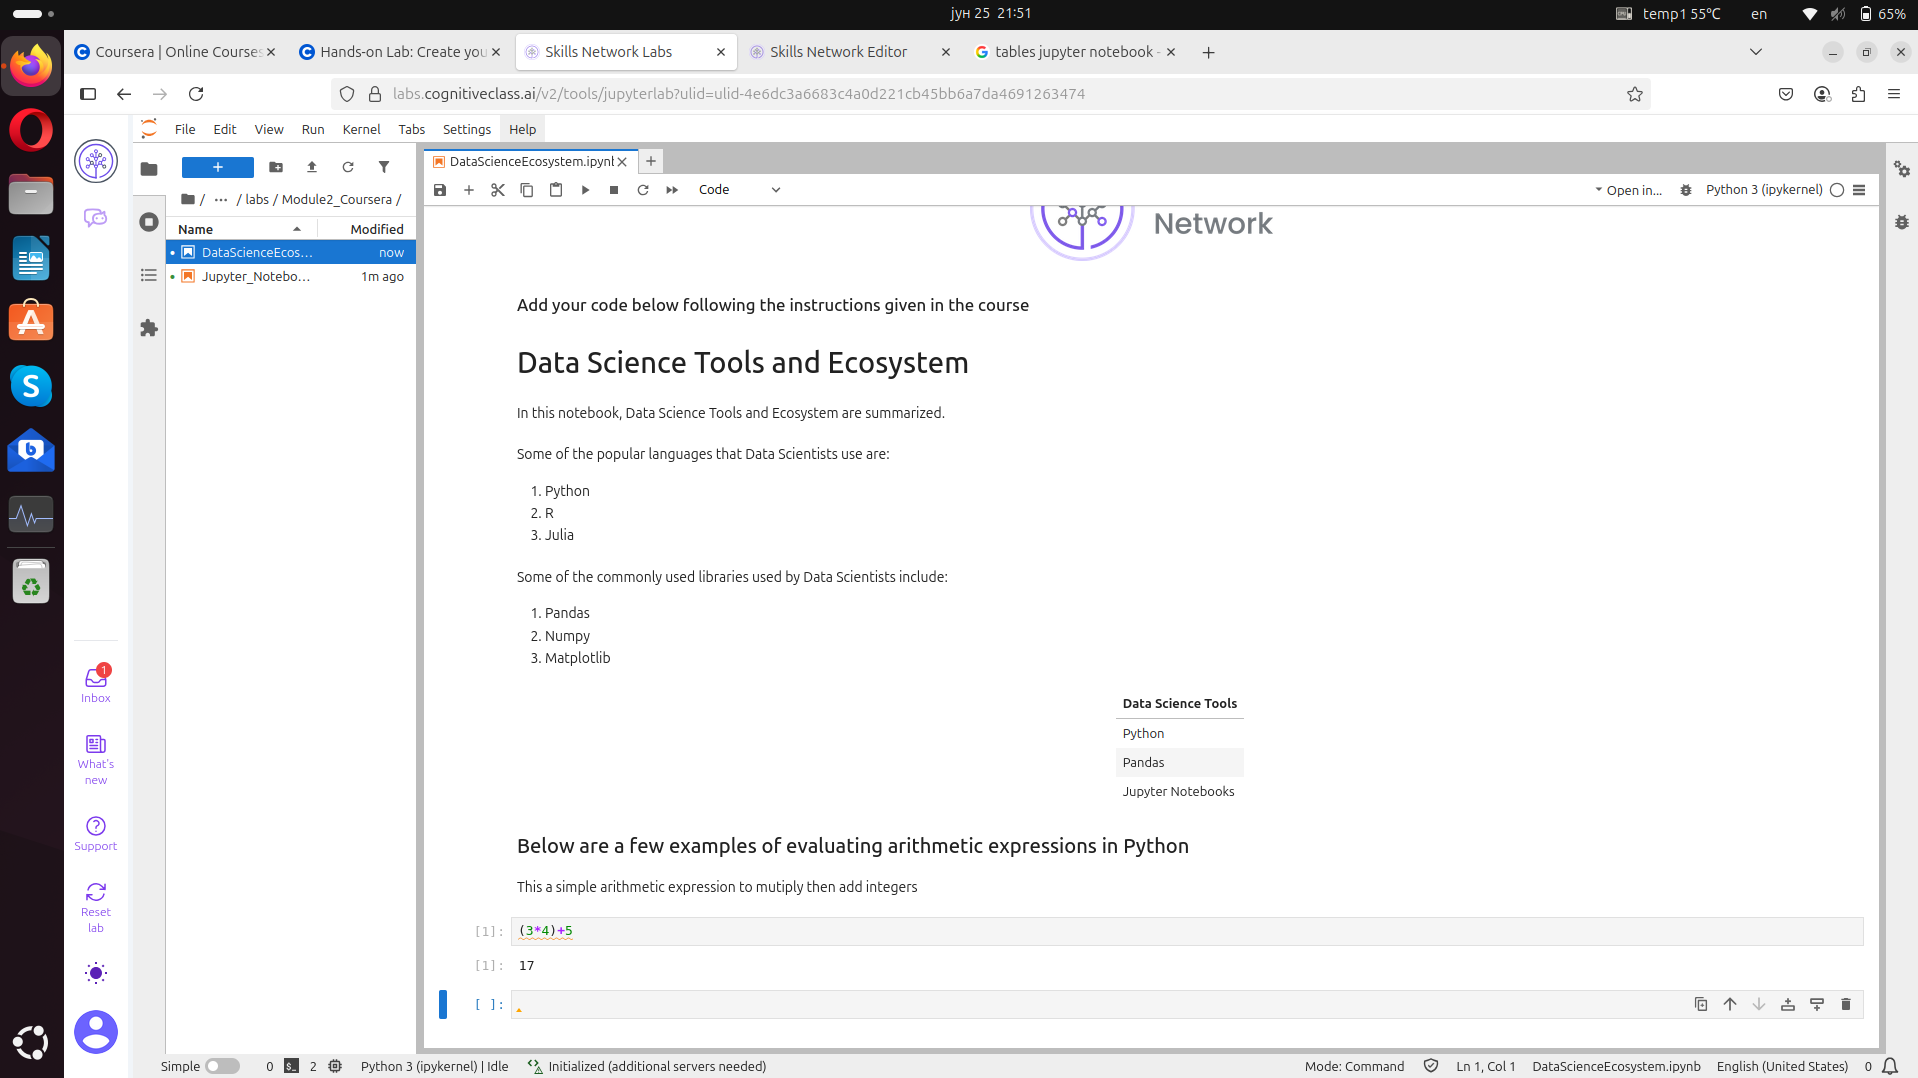 јун 25 21:51
temp1 55°C
en
65%
Coursera | Online Courses
Hands-on Lab: Create you
Skills Network Labs
Skills Network Editor
tables jupyter notebook -
labs.cognitiveclass.ai/v2/tools/jupyterlab?ulid=ulid-4e6dc3a6683c4a0d221cb45bb6a7da4691263474
File Edit View Run Kernel Tabs Settings Help
DataScienceEcosystem.ipynb
/ ... / labs / Module2_Coursera /
Code
Open in...
Python 3 (ipykernel)
Name Modified
DataScienceEcos... now
Jupyter_Notebo... 1m ago
Network
Add your code below following the instructions given in the course
Data Science Tools and Ecosystem
In this notebook, Data Science Tools and Ecosystem are summarized.
Some of the popular languages that Data Scientists use are:
1. Python
2. R
3. Julia
Some of the commonly used libraries used by Data Scientists include:
1. Pandas
2. Numpy
3. Matplotlib
Data Science Tools
Python
Pandas
Jupyter Notebooks
Below are a few examples of evaluating arithmetic expressions in Python
This a simple arithmetic expression to mutiply then add integers
[1]: (3*4)+5
[1]: 17
[ ]:
1
Inbox
What's
new
Support
Reset
lab
Simple 0 2 Python 3 (ipykernel) | Idle Initialized (additional servers needed)
Mode: Command Ln 1, Col 1 DataScienceEcosystem.ipynb English (United States) 0